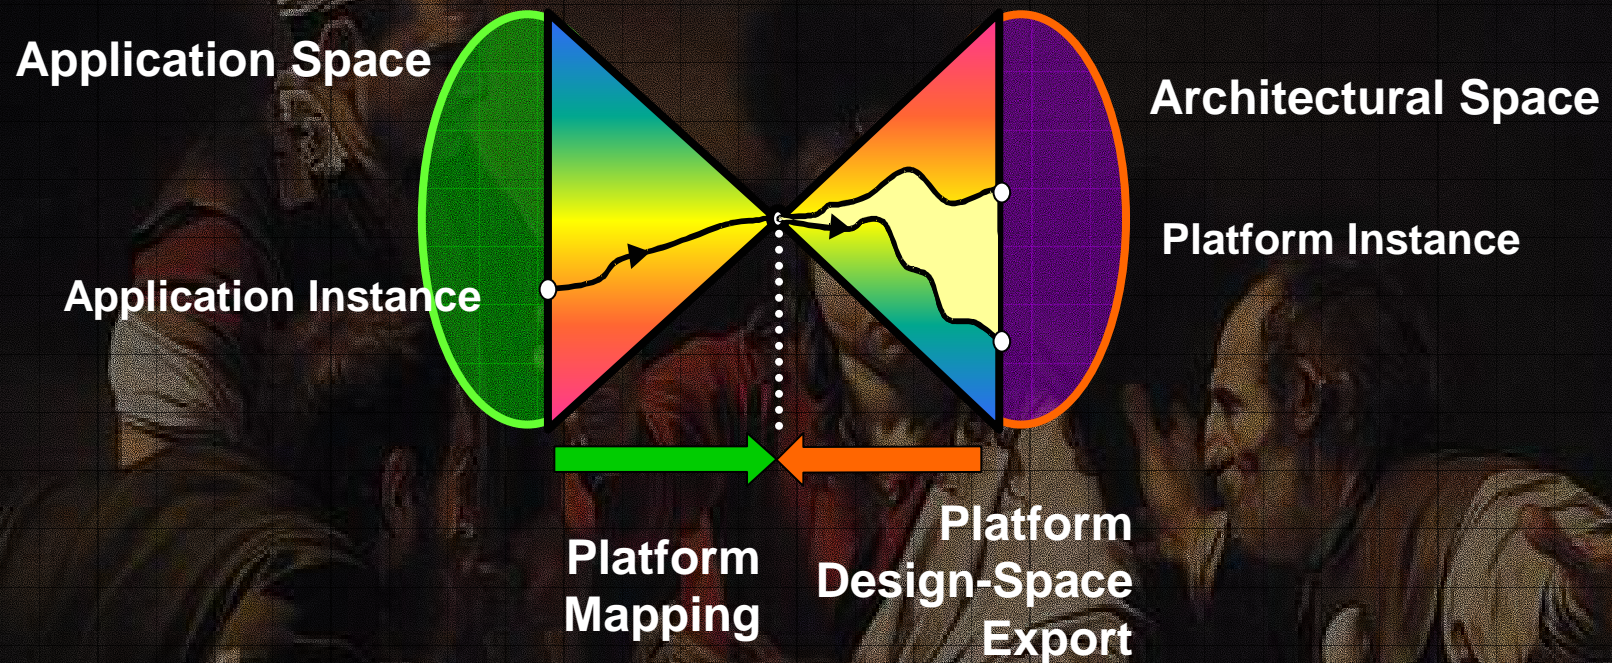 Application Space
Architectural Space
Platform Instance
Application Instance
Platform
Mapping
Platform
Design-Space
Export